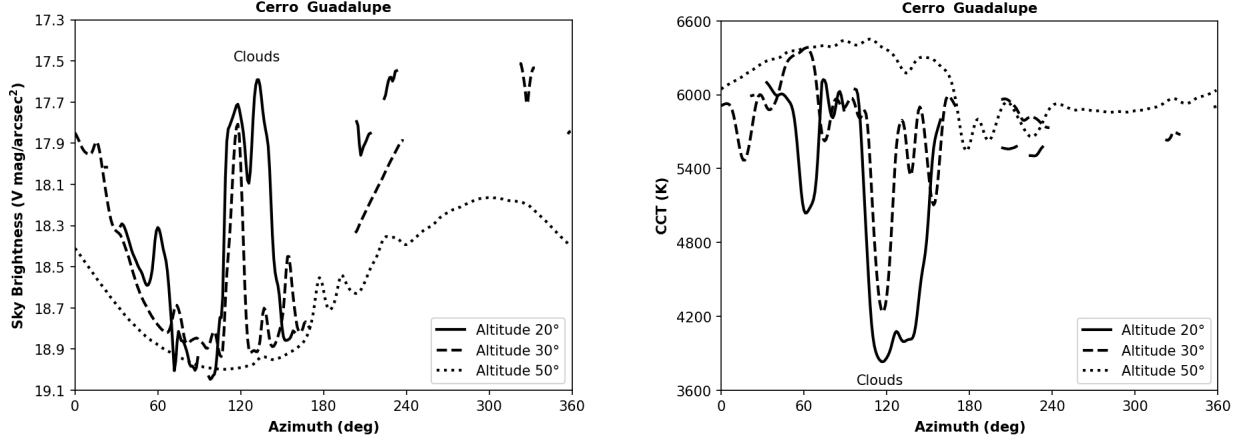 Cerro Guadalupe
Sky Brightness (V mag/arcsec²)
17.3
17.5
17.7
17.9
18.1
18.3
18.5
18.7
18.9
19.1
Clouds
Altitude 20°
Altitude 30°
Altitude 50°
0 60 120 180 240 300 360
Azimuth (deg)
Cerro Guadalupe
CCT (K)
6600
6000
5400
4800
4200
3600
Clouds
Altitude 20°
Altitude 30°
Altitude 50°
0 60 120 180 240 300 360
Azimuth (deg)